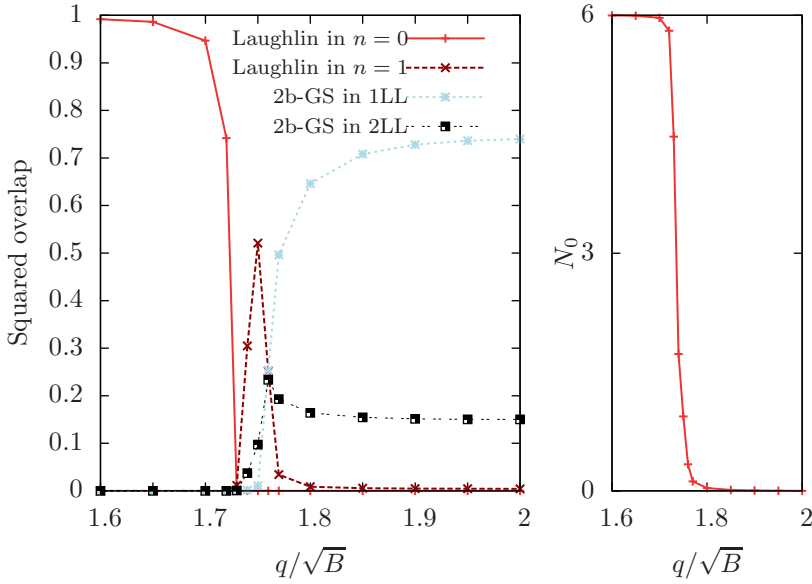 Squared overlap
1
0.9
0.8
0.7
0.6
0.5
0.4
0.3
0.2
0.1
0
1.6 1.7 1.8 1.9 2
q/√B
Laughlin in n = 0
Laughlin in n = 1
2b-GS in 1LL
2b-GS in 2LL
N₀
6
3
0
1.6 1.8 2
q/√B